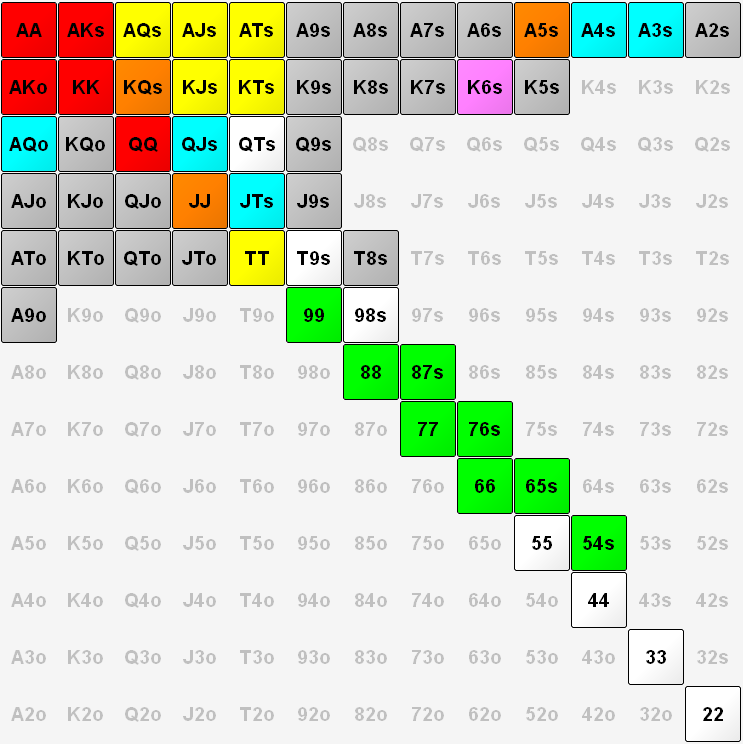 AA AKs AQs AJs ATs A9s A8s A7s A6s A5s A4s A3s A2s
AKo KK KQs KJs KTs K9s K8s K7s K6s K5s K4s K3s K2s
AQo KQo QQ QJs QTs Q9s Q8s Q7s Q6s Q5s Q4s Q3s Q2s
AJo KJo QJo JJ JTs J9s J8s J7s J6s J5s J4s J3s J2s
ATo KTo QTo JTo TT T9s T8s T7s T6s T5s T4s T3s T2s
A9o K9o Q9o J9o T9o 99 98s 97s 96s 95s 94s 93s 92s
A8o K8o Q8o J8o T8o 98o 88 87s 86s 85s 84s 83s 82s
A7o K7o Q7o J7o T7o 97o 87o 77 76s 75s 74s 73s 72s
A6o K6o Q6o J6o T6o 96o 86o 76o 66 65s 64s 63s 62s
A5o K5o Q5o J5o T5o 95o 85o 75o 65o 55 54s 53s 52s
A4o K4o Q4o J4o T4o 94o 84o 74o 64o 54o 44 43s 42s
A3o K3o Q3o J3o T3o 93o 83o 73o 63o 53o 43o 33 32s
A2o K2o Q2o J2o T2o 92o 82o 72o 62o 52o 42o 32o 22